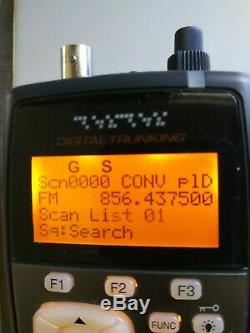 DIGITAL TRUNKING
G S
Scn0000 CONV pID
FM 856.437500
Scan List 01
Sq:Search
F1 F2 F3
FUNC